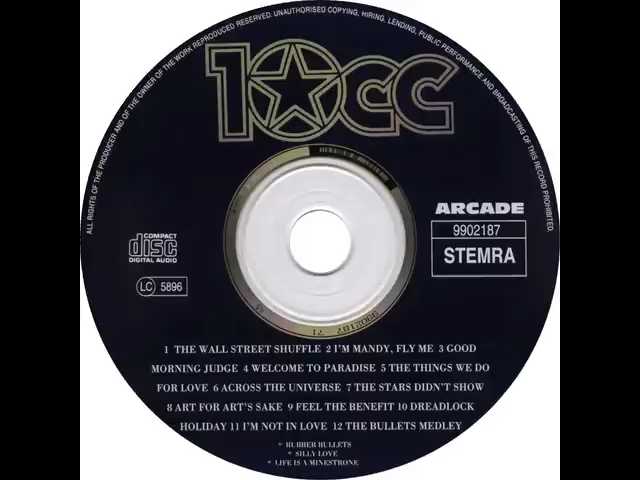 ALL RIGHTS OF THE PRODUCER AND OF THE OWNER OF THE WORK REPRODUCED RESERVED. UNAUTHORISED COPYING, HIRING, LENDING, PUBLIC PERFORMANCE AND BROADCASTING OF THIS RECORD PROHIBITED.
10CC
ARCADE
9902187
STEMRA
COMPACT
disc
DIGITAL AUDIO
LC 5896
9902187
1 THE WALL STREET SHUFFLE 2 I'M MANDY, FLY ME 3 GOOD
MORNING JUDGE 4 WELCOME TO PARADISE 5 THE THINGS WE DO
FOR LOVE 6 ACROSS THE UNIVERSE 7 THE STARS DIDN'T SHOW
8 ART FOR ART'S SAKE 9 FEEL THE BENEFIT 10 DREADLOCK
HOLIDAY 11 I'M NOT IN LOVE 12 THE BULLETS MEDLEY
* RUBBER BULLETS
* SILLY LOVE
* LIFE IS A MINESTRONE